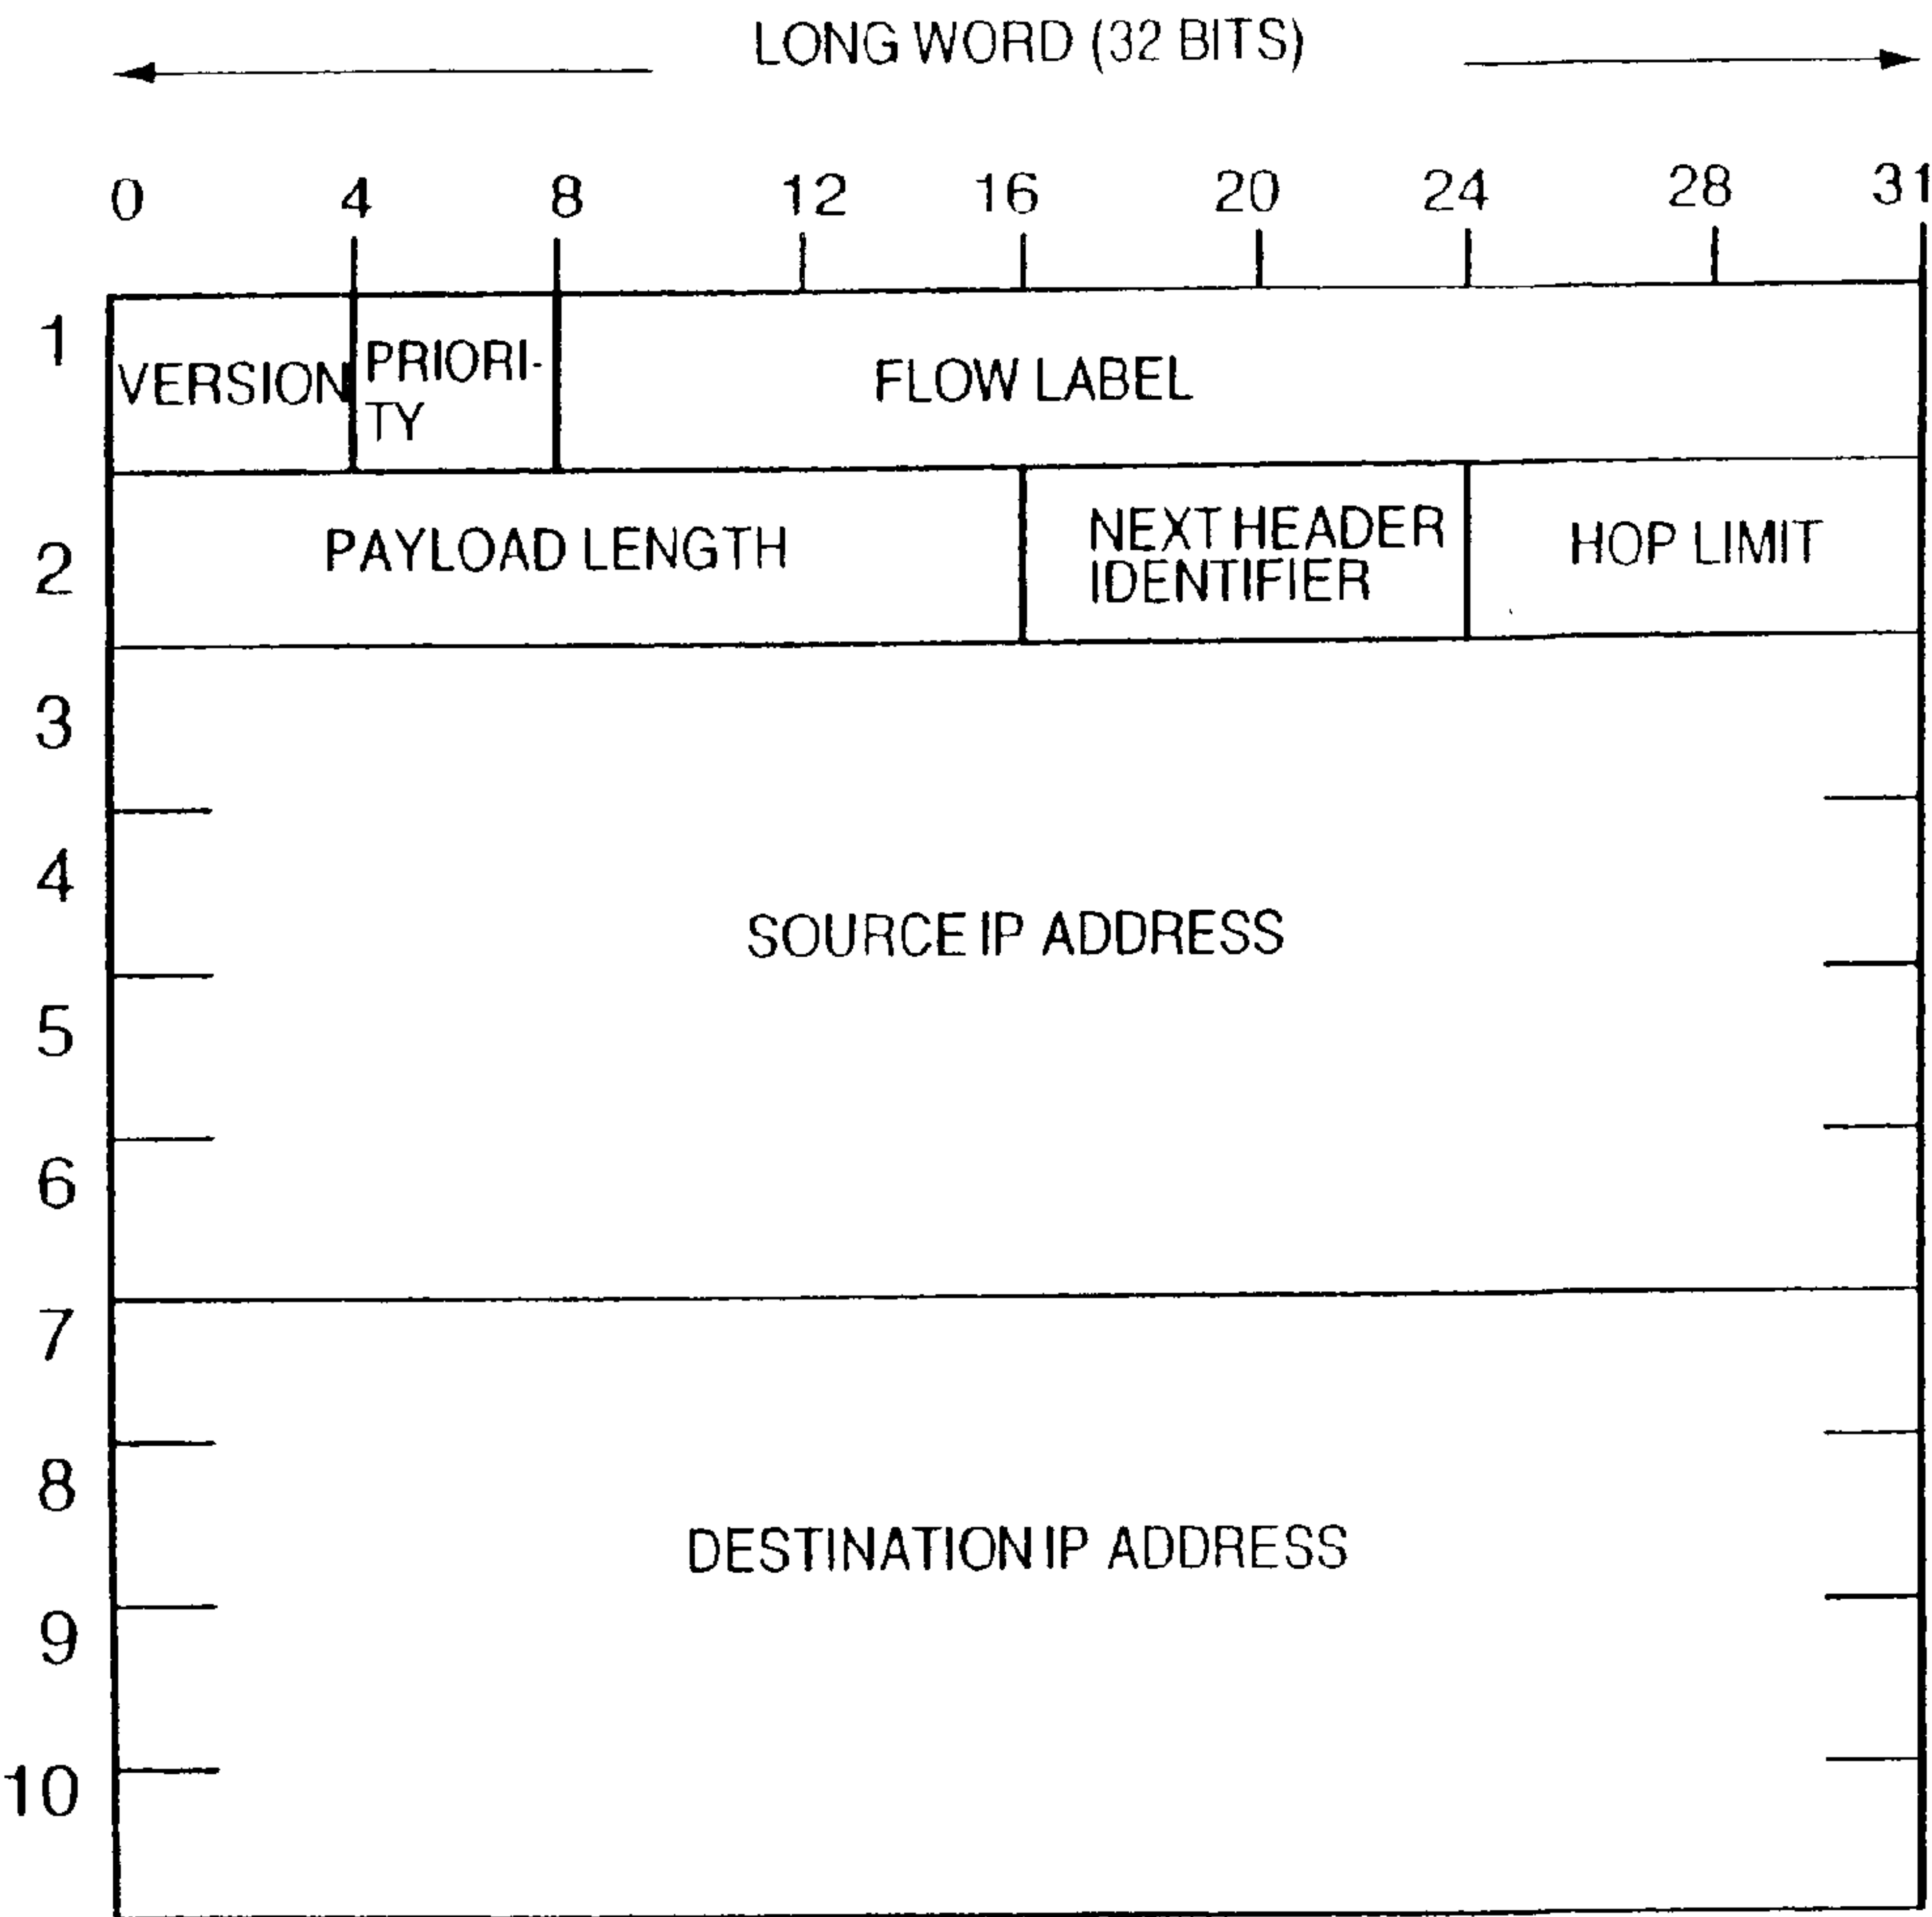 LONG WORD (32 BITS)
0 4 8 12 16 20 24 28 31
1
VERSION
PRIORI-
TY
FLOW LABEL
2
PAYLOAD LENGTH
NEXT HEADER
IDENTIFIER
HOP LIMIT
3
4
SOURCE IP ADDRESS
5
6
7
8
DESTINATION IP ADDRESS
9
10